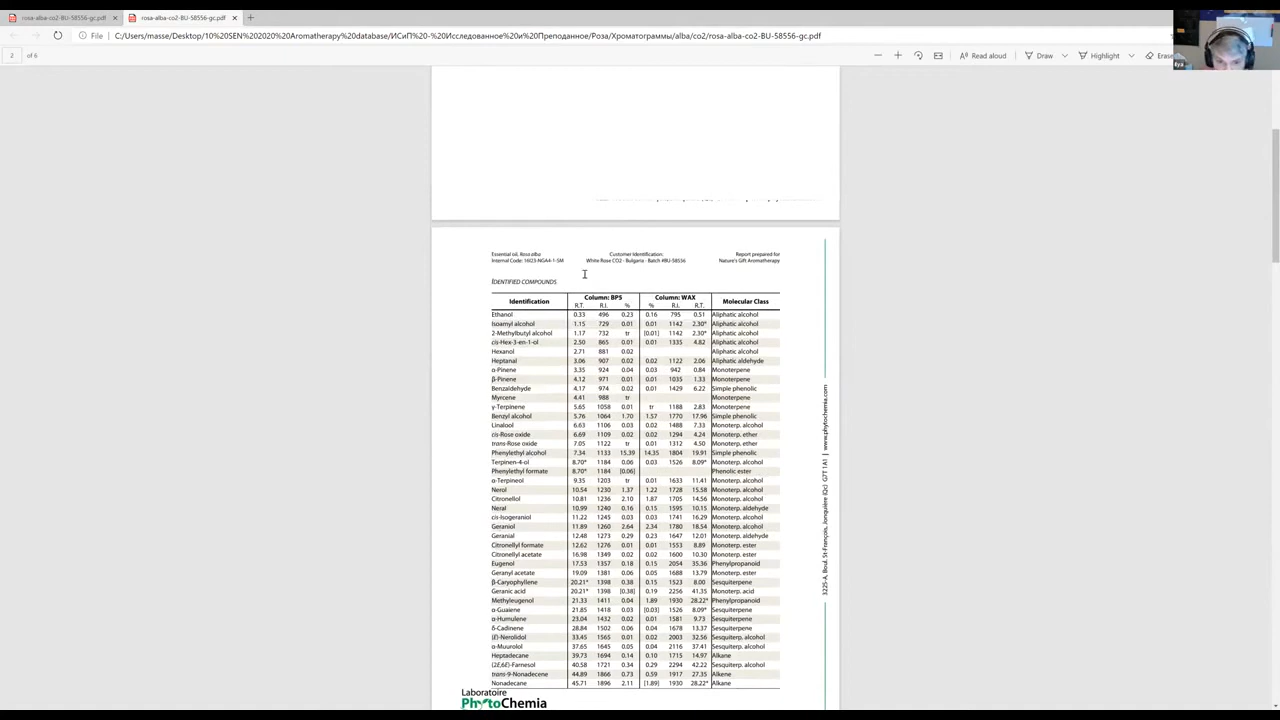 rosa-alba-co2-BU-58556-gc.pdf
rosa-alba-co2-BU-58556-gc.pdf
File
C:/Users/masse/Desktop/10%20SEN%202020%20Aromatherapy%20database/ИСиП%20-%20Исследованное%20и%20Преподанное/Роза/Хроматограммы/alba/co2/rosa-alba-co2-BU-58556-gc.pdf
2 of 6
Read aloud
Draw
Highlight
Erase
Ilya
Essential oil, Rosa alba Customer Identification: Report prepared for
Internal Code: 16I23-NGA4-1-SM White Rose CO2 - Bulgaria - Batch #BU-58556 Nature's Gift Aromatherapy
IDENTIFIED COMPOUNDS
Identification Column: BP5 Column: WAX Molecular Class
R.T. R.I. % % R.I. R.T.
Ethanol 0.33 496 0.23 0.16 795 0.51 Aliphatic alcohol
Isoamyl alcohol 1.15 729 0.01 0.01 1142 2.30* Aliphatic alcohol
2-Methylbutyl alcohol 1.17 732 tr [0.01] 1142 2.30* Aliphatic alcohol
cis-Hex-3-en-1-ol 2.50 865 0.01 0.01 1335 4.82 Aliphatic alcohol
Hexanol 2.71 881 0.02 Aliphatic alcohol
Heptanal 3.06 907 0.02 0.02 1122 2.06 Aliphatic aldehyde
α-Pinene 3.35 924 0.04 0.03 942 0.84 Monoterpene
β-Pinene 4.12 971 0.01 0.01 1035 1.33 Monoterpene
Benzaldehyde 4.17 974 0.02 0.01 1429 6.22 Simple phenolic
Myrcene 4.41 988 tr Monoterpene
γ-Terpinene 5.65 1058 0.01 tr 1188 2.83 Monoterpene
Benzyl alcohol 5.76 1064 1.70 1.57 1770 17.96 Simple phenolic
Linalool 6.63 1106 0.03 0.02 1488 7.33 Monoterp. alcohol
cis-Rose oxide 6.69 1109 0.02 0.02 1294 4.24 Monoterp. ether
trans-Rose oxide 7.05 1122 tr 0.01 1312 4.50 Monoterp. ether
Phenylethyl alcohol 7.34 1133 15.39 14.35 1804 19.91 Simple phenolic
Terpinen-4-ol 8.70* 1184 0.06 0.03 1526 8.09* Monoterp. alcohol
Phenylethyl formate 8.70* 1184 [0.06] Phenolic ester
α-Terpineol 9.35 1203 tr 0.01 1633 11.41 Monoterp. alcohol
Nerol 10.54 1230 1.37 1.22 1728 15.58 Monoterp. alcohol
Citronellol 10.81 1236 2.10 1.87 1705 14.56 Monoterp. alcohol
Neral 10.99 1240 0.16 0.15 1595 10.15 Monoterp. aldehyde
cis-Isogeraniol 11.22 1245 0.03 0.03 1741 16.29 Monoterp. alcohol
Geraniol 11.89 1260 2.64 2.34 1780 18.54 Monoterp. alcohol
Geranial 12.48 1273 0.29 0.23 1647 12.01 Monoterp. aldehyde
Citronellyl formate 12.62 1276 0.01 0.01 1553 8.89 Monoterp. ester
Citronellyl acetate 16.98 1349 0.02 0.02 1600 10.30 Monoterp. ester
Eugenol 17.53 1357 0.18 0.15 2054 35.36 Phenylpropanoid
Geranyl acetate 19.09 1381 0.06 0.05 1688 13.79 Monoterp. ester
β-Caryophyllene 20.21* 1398 0.38 0.15 1523 8.00 Sesquiterpene
Geranic acid 20.21* 1398 [0.38] 0.19 2256 41.35 Monoterp. acid
Methyleugenol 21.33 1411 0.04 1.89 1930 28.22* Phenylpropanoid
α-Guaiene 21.85 1418 0.03 [0.03] 1526 8.09* Sesquiterpene
α-Humulene 23.04 1432 0.02 0.01 1581 9.73 Sesquiterpene
δ-Cadinene 28.84 1502 0.06 0.04 1678 13.37 Sesquiterpene
(E)-Nerolidol 33.45 1565 0.01 0.02 2003 32.56 Sesquiterp. alcohol
α-Muurolol 37.65 1645 0.05 0.04 2116 37.41 Sesquiterp. alcohol
Heptadecane 39.73 1694 0.14 0.10 1715 14.97 Alkane
(2E,6E)-Farnesol 40.58 1721 0.34 0.29 2294 42.22 Sesquiterp. alcohol
trans-9-Nonadecene 44.89 1866 0.73 0.59 1917 27.35 Alkene
Nonadecane 45.71 1896 2.11 [1.89] 1930 28.22* Alkane
Laboratoire
PhytoChemia
3225-A, Boul. St-François, Jonquière (Qc) G7T 1A1 | www.phytochemia.com